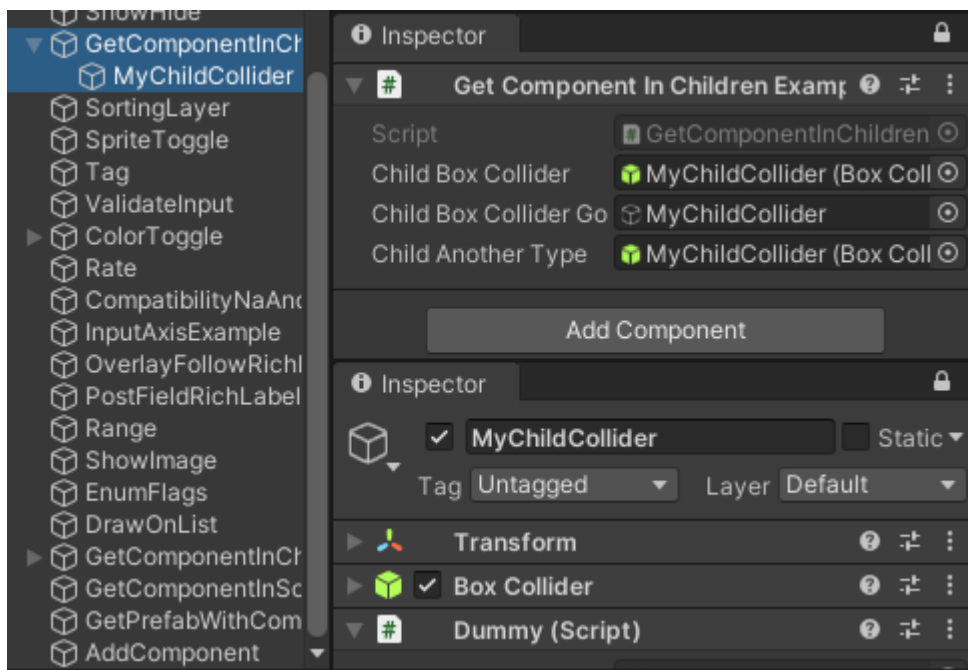 ShowHide
GetComponentInCh
MyChildCollider
SortingLayer
SpriteToggle
Tag
ValidateInput
ColorToggle
Rate
CompatibilityNaAnd
InputAxisExample
OverlayFollowRichl
PostFieldRichLabel
Range
ShowImage
EnumFlags
DrawOnList
GetComponentInCh
GetComponentInSc
GetPrefabWithCom
AddComponent
Inspector
# Get Component In Children Examp
Script # GetComponentInChildren
Child Box Collider MyChildCollider (Box Coll
Child Box Collider Go MyChildCollider
Child Another Type MyChildCollider (Box Coll
Add Component
Inspector
MyChildCollider Static
Tag Untagged Layer Default
Transform
Box Collider
# Dummy (Script)